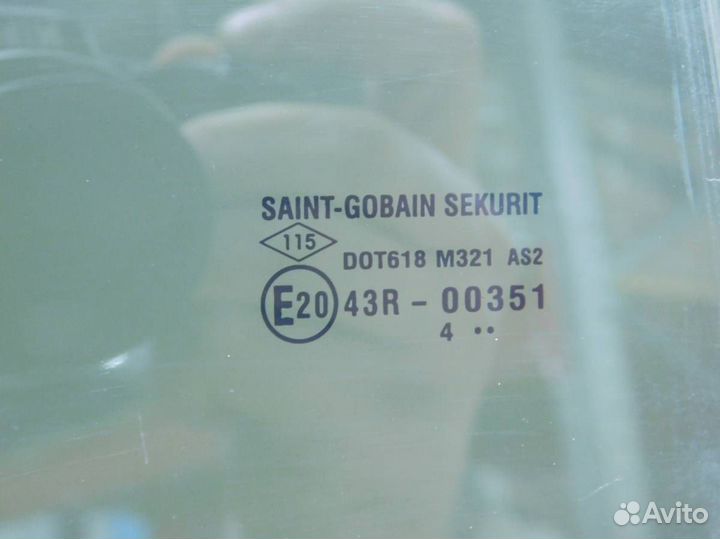 SAINT-GOBAIN SEKURIT
115
DOT618 M321 AS2
E20 43R - 00351
4 ••
Avito